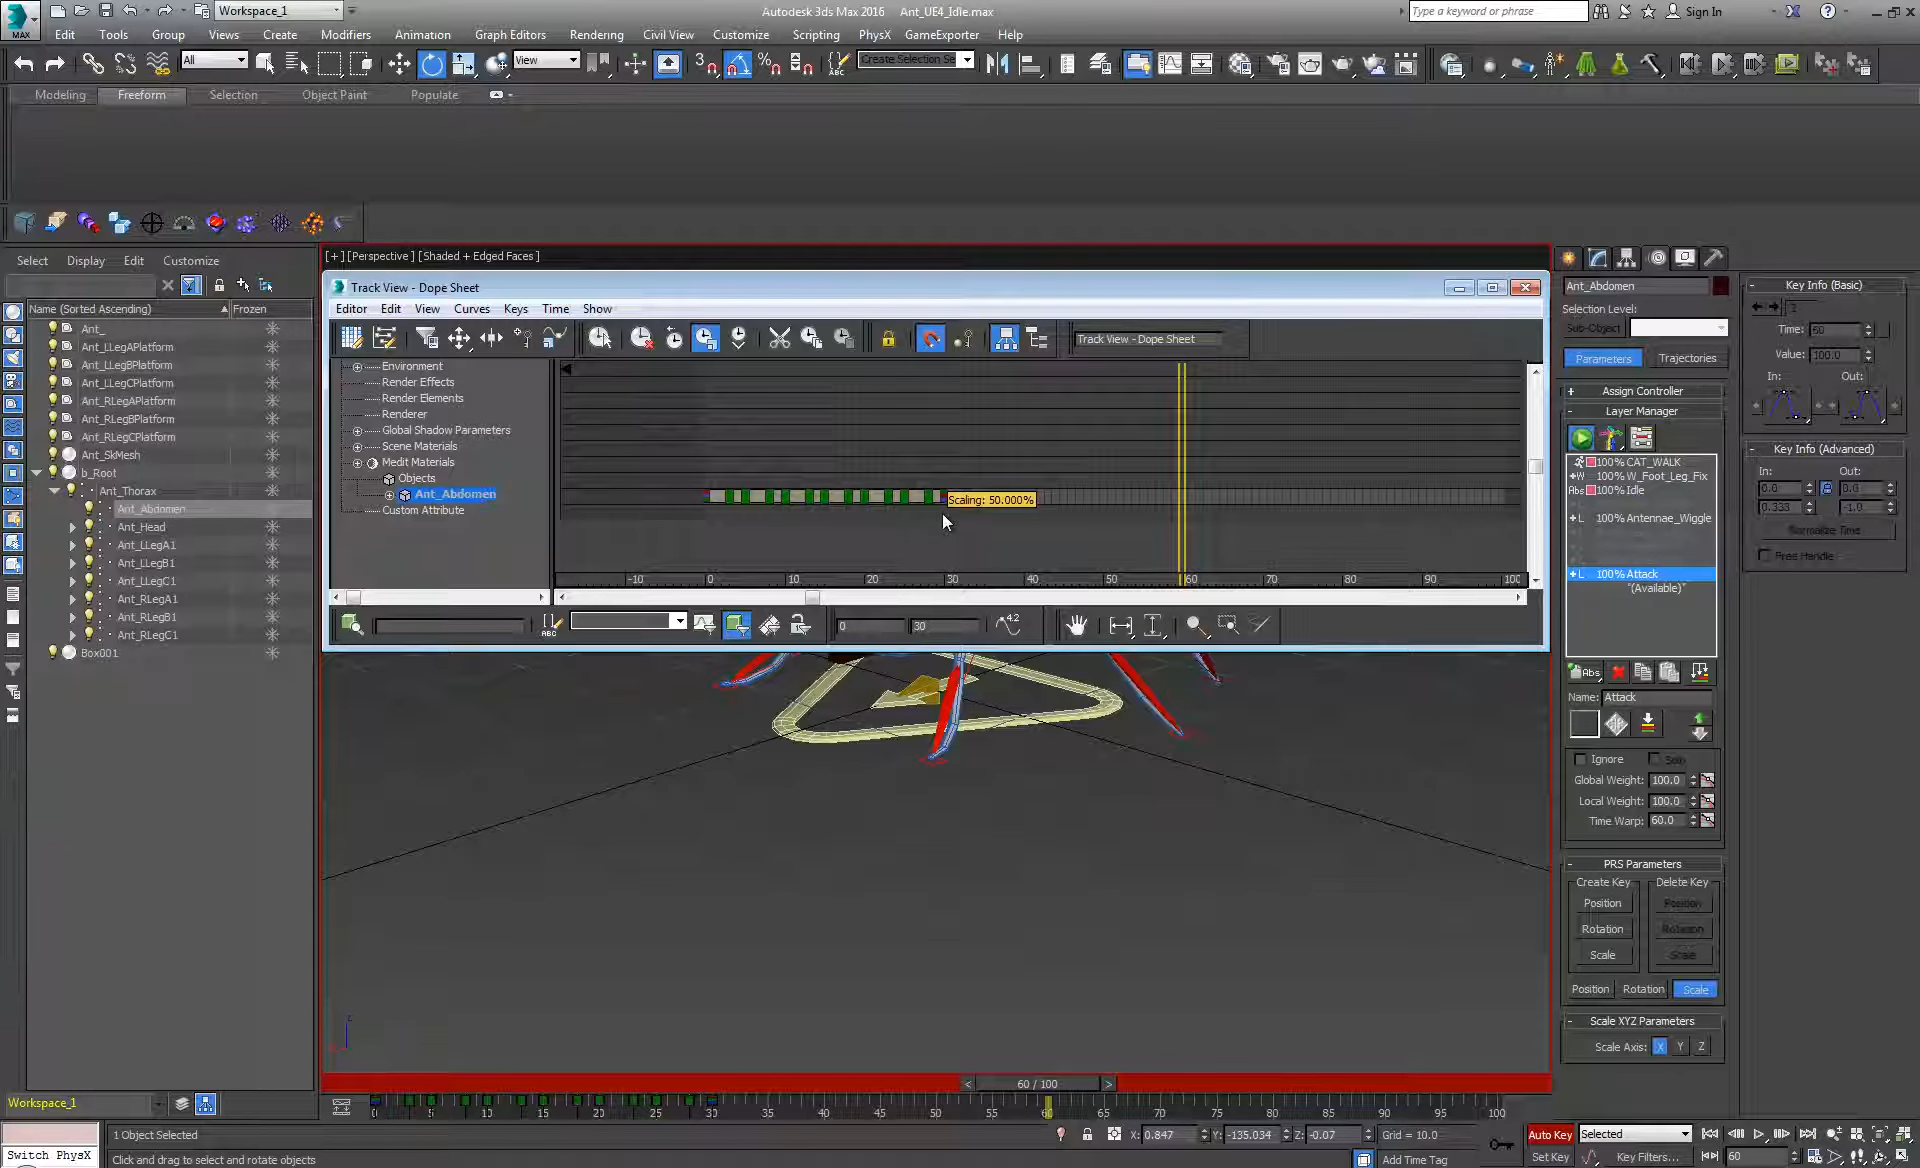 MAX
Workspace_1
Autodesk 3ds Max 2016 Ant_UE4_Idle.max
Type a keyword or phrase
Sign In
Edit Tools Group Views Create Modifiers Animation Graph Editors Rendering Civil View Customize Scripting PhysX GameExporter Help
All View Create Selection Se
Modeling Freeform Selection Object Paint Populate
Select Display Edit Customize
Name (Sorted Ascending) Frozen
Ant_
Ant_LLegAPlatform
Ant_LLegBPlatform
Ant_LLegCPlatform
Ant_RLegAPlatform
Ant_RLegBPlatform
Ant_RLegCPlatform
Ant_SkMesh
b_Root
Ant_Thorax
Ant_Abdomen
Ant_Head
Ant_LLegA1
Ant_LLegB1
Ant_LLegC1
Ant_RLegA1
Ant_RLegB1
Ant_RLegC1
Box001
[+] [Perspective ] [Shaded + Edged Faces ]
Track View - Dope Sheet
Editor Edit View Curves Keys Time Show
Track View - Dope Sheet
Environment
Render Effects
Render Elements
Renderer
Global Shadow Parameters
Scene Materials
Medit Materials
Objects
Ant_Abdomen
Custom Attribute
Scaling: 50.000%
-10 0 10 20 30 40 50 60 70 80 90 100
ABC 0 30 4.2
Ant_Abdomen
Selection Level:
Sub-Object
Parameters Trajectories
+ Assign Controller
- Layer Manager
100% CAT_WALK
+W 100% W_Foot_Leg_Fix
Abs 100% Idle
+L 100% Antennae_Wiggle
+L 100% Attack
"(Available)"
Abs
Name: Attack
Ignore Solo
Global Weight: 100.0
Local Weight: 100.0
Time Warp: 60.0
- PRS Parameters
Create Key Delete Key
Position Position
Rotation Rotation
Scale Scale
Position Rotation Scale
- Scale XYZ Parameters
Scale Axis: X Y Z
- Key Info (Basic)
Time: 60
Value: 100.0
In: Out:
- Key Info (Advanced)
In: Out:
0.0 0.0
0.333 -1.0
Normalize Time
Free Handle
< 60 / 100 >
0 5 10 15 20 25 30 35 40 45 50 55 60 65 70 75 80 85 90 95 100
Workspace_1
1 Object Selected
X: 0.847 Y: -135.034 Z: -0.07 Grid = 10.0
Auto Key Selected
Switch PhysX
Click and drag to select and rotate objects
Add Time Tag
Set Key Key Filters... 60